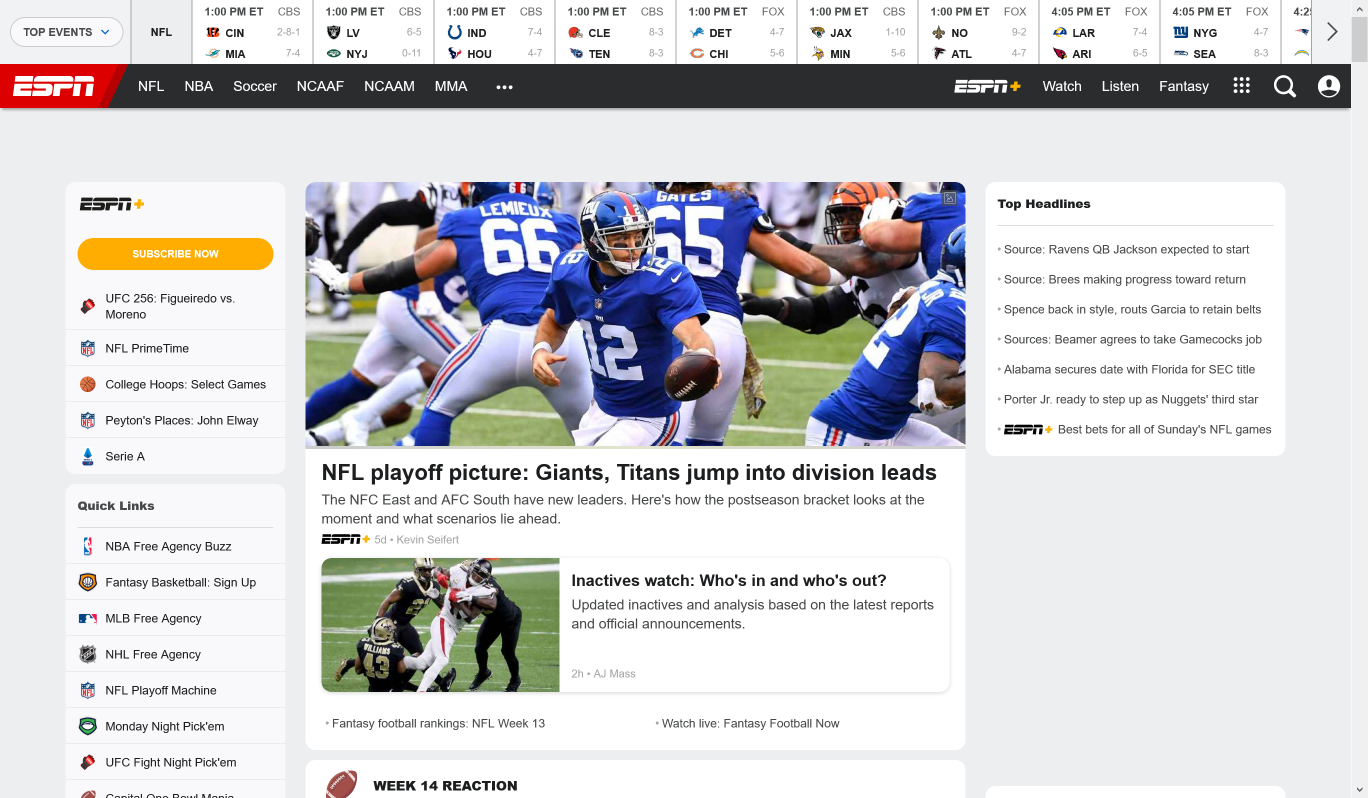 TOP EVENTS
NFL
1:00 PM ET CBS
CIN 2-8-1
MIA 7-4
1:00 PM ET CBS
LV 6-5
NYJ 0-11
1:00 PM ET CBS
IND 7-4
HOU 4-7
1:00 PM ET CBS
CLE 8-3
TEN 8-3
1:00 PM ET FOX
DET 4-7
CHI 5-6
1:00 PM ET CBS
JAX 1-10
MIN 5-6
1:00 PM ET FOX
NO 9-2
ATL 4-7
4:05 PM ET FOX
LAR 7-4
ARI 6-5
4:05 PM ET FOX
NYG 4-7
SEA 8-3
4:25
ESPN NFL NBA Soccer NCAAF NCAAM MMA ••• ESPN+ Watch Listen Fantasy
ESPN+
SUBSCRIBE NOW
UFC 256: Figueiredo vs.
Moreno
NFL PrimeTime
College Hoops: Select Games
Peyton's Places: John Elway
Serie A
Quick Links
NBA Free Agency Buzz
Fantasy Basketball: Sign Up
MLB Free Agency
NHL Free Agency
NFL Playoff Machine
Monday Night Pick'em
UFC Fight Night Pick'em
Capital One Bowl Mania
LEMIEUX
66
GATES
65
12
12
NFL playoff picture: Giants, Titans jump into division leads
The NFC East and AFC South have new leaders. Here's how the postseason bracket looks at the
moment and what scenarios lie ahead.
ESPN+ 5d • Kevin Seifert
WILLIAMS
43
Inactives watch: Who's in and who's out?
Updated inactives and analysis based on the latest reports
and official announcements.
2h • AJ Mass
• Fantasy football rankings: NFL Week 13
• Watch live: Fantasy Football Now
WEEK 14 REACTION
Top Headlines
• Source: Ravens QB Jackson expected to start
• Source: Brees making progress toward return
• Spence back in style, routs Garcia to retain belts
• Sources: Beamer agrees to take Gamecocks job
• Alabama secures date with Florida for SEC title
• Porter Jr. ready to step up as Nuggets' third star
• ESPN+ Best bets for all of Sunday's NFL games